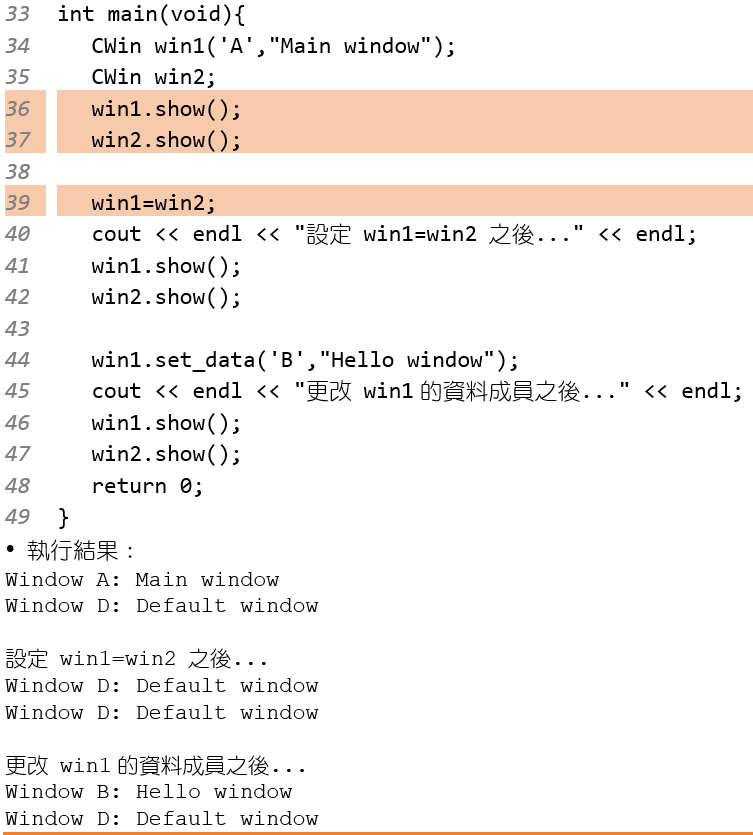 33 int main(void){
34 CWin win1('A',"Main window");
35 CWin win2;
36 win1.show();
37 win2.show();
38
39 win1=win2;
40 cout << endl << "設定 win1=win2 之後..." << endl;
41 win1.show();
42 win2.show();
43
44 win1.set_data('B',"Hello window");
45 cout << endl << "更改 win1 的資料成員之後..." << endl;
46 win1.show();
47 win2.show();
48 return 0;
49 }
• 執行結果：
Window A: Main window
Window D: Default window
設定 win1=win2 之後...
Window D: Default window
Window D: Default window
更改 win1 的資料成員之後...
Window B: Hello window
Window D: Default window